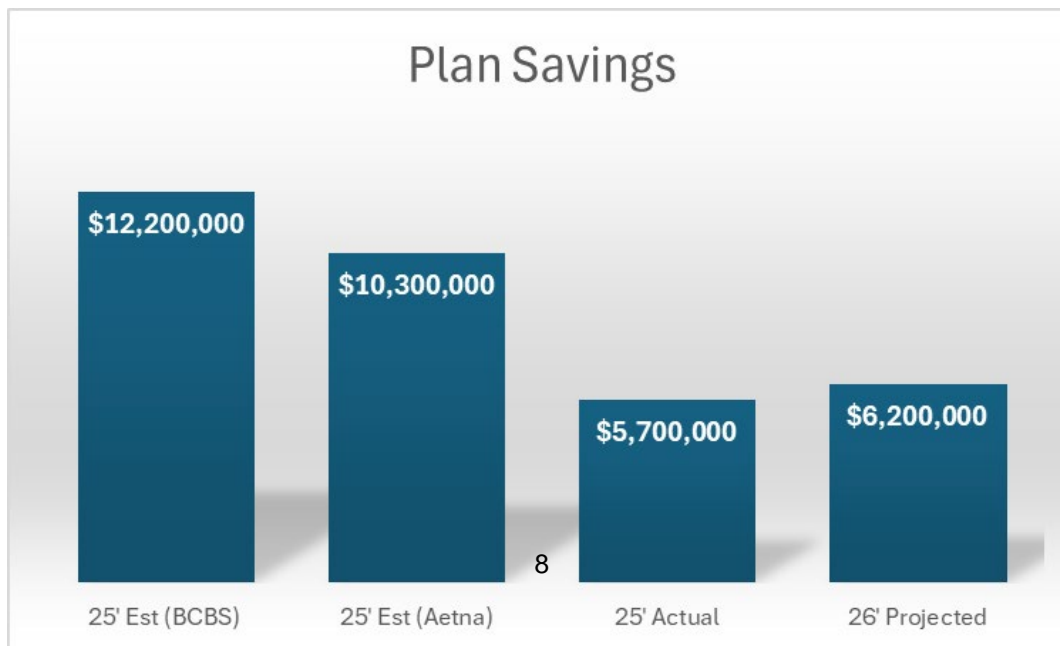 Plan Savings
$12,200,000
$10,300,000
$5,700,000
$6,200,000
8
25' Est (BCBS)
25' Est (Aetna)
25' Actual
26' Projected